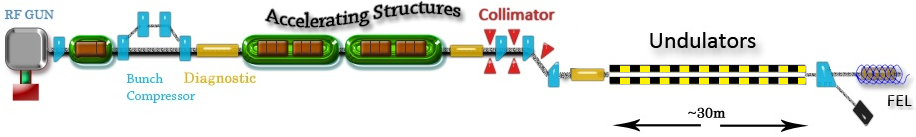 RF GUN
Accelerating Structures
Collimator
Undulators
Bunch
Compressor
Diagnostic
FEL
~30m